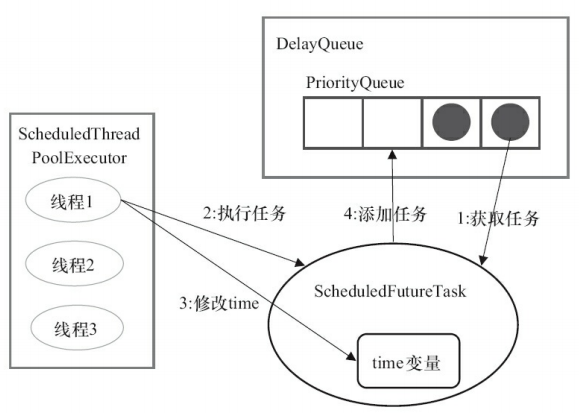 DelayQueue
PriorityQueue
ScheduledThread
PoolExecutor
线程1
线程2
线程3
2:执行任务
4:添加任务
1:获取任务
3:修改time
ScheduledFutureTask
time变量